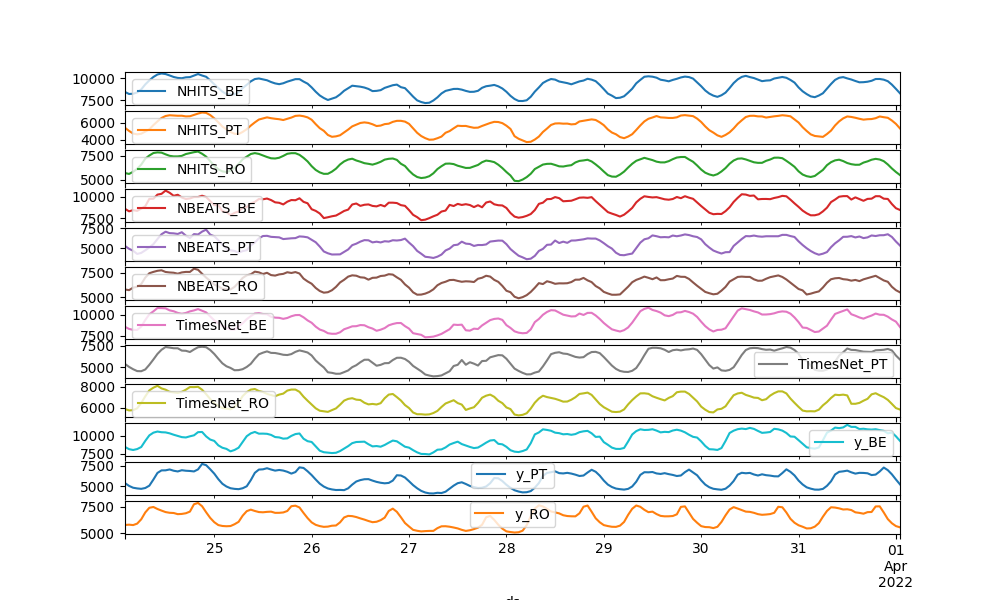 10000
7500
NHITS_BE
6000
4000
NHITS_PT
7500
5000
NHITS_RO
10000
7500
NBEATS_BE
7500
5000
NBEATS_PT
7500
5000
NBEATS_RO
10000
7500
TimesNet_BE
7500
5000
TimesNet_PT
8000
6000
TimesNet_RO
10000
7500
y_BE
7500
5000
y_PT
7500
5000
y_RO
25 26 27 28 29 30 31 01
Apr
2022
ds